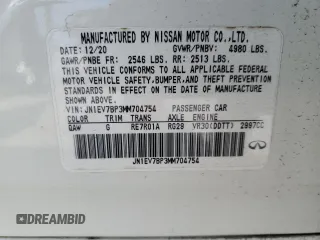 MANUFACTURED BY NISSAN MOTOR CO.,LTD.
12/20 GVWR/PNBV: 4980 LBS.
GAWR/PNBE FR: 2546 LBS. RR: 2513 LBS.
THIS VEHICLE CONFORMS TO ALL APPLICABLE FEDERAL
MOTOR VEHICLE SAFETY, BUMPER, AND THEFT
PREVENTION STANDARDS IN EFFECT ON THE DATE OF
MANUFACTURE SHOWN ABOVE.
VIN: JN1EV7BP3MM704754 PASSENGER CAR
COLOR TRIM TRANS AXLE ENGINE
QAW G RE7R01A RG28 VR30(DDTT) 2997CC
JN1EV7BP3MM704754
DREAMBID
dreambid.com